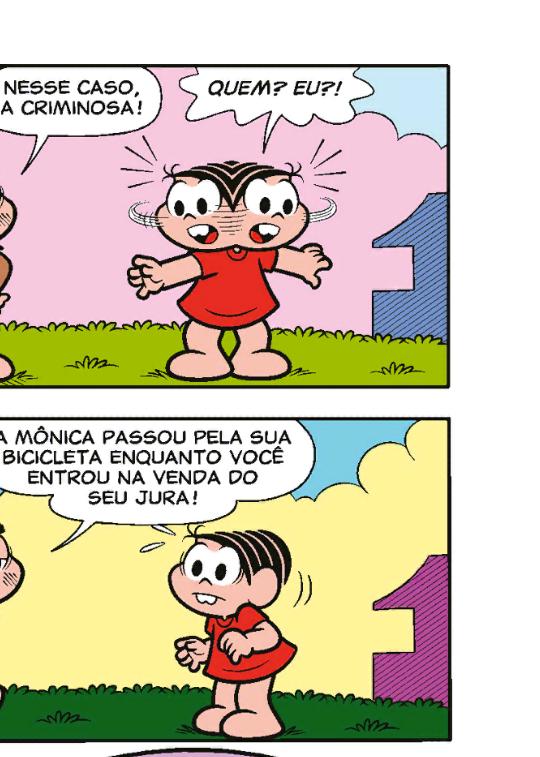 NESSE CASO,
A CRIMINOSA!
QUEM? EU?!
A MÔNICA PASSOU PELA SUA
BICICLETA ENQUANTO VOCÊ
ENTROU NA VENDA DO
SEU JURA!